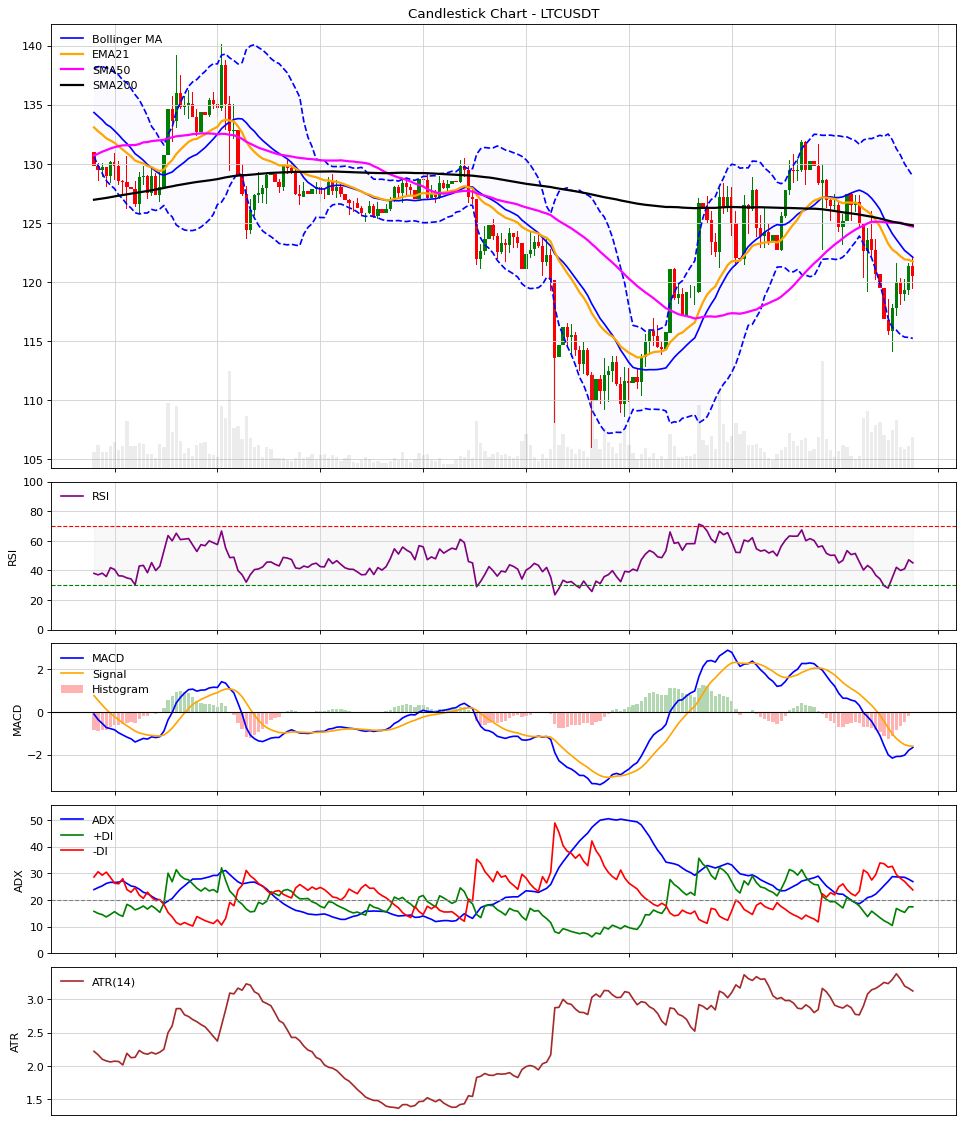 Candlestick Chart - LTCUSDT
Bollinger MA
EMA21
SMA50
SMA200
140
135
130
125
120
115
110
105
RSI
RSI
100
80
60
40
20
0
MACD
Signal
Histogram
MACD
2
0
−2
ADX
+DI
-DI
ADX
50
40
30
20
10
0
ATR(14)
ATR
3.0
2.5
2.0
1.5